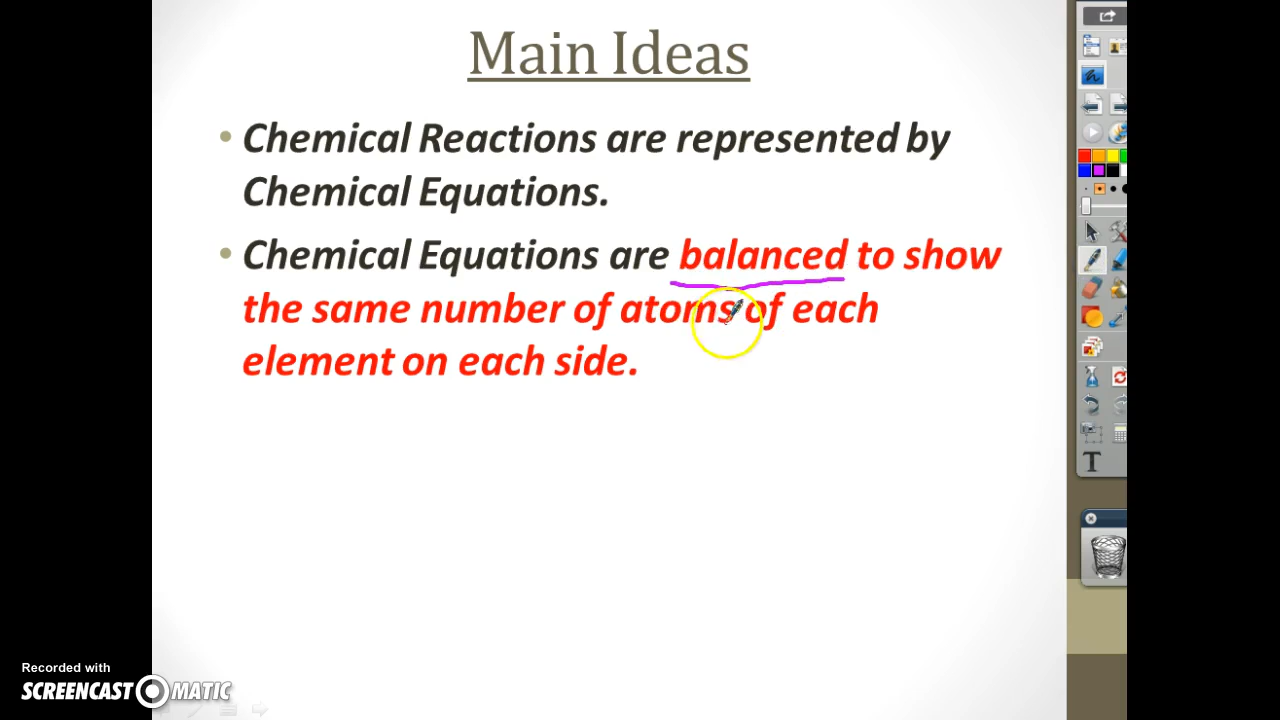 Main Ideas
• Chemical Reactions are represented by
Chemical Equations.
• Chemical Equations are balanced to show
the same number of atoms of each
element on each side.
T
Recorded with
SCREENCAST O MATIC